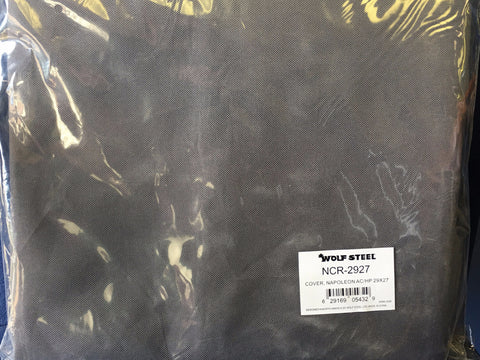 WOLF STEEL
NCR-2927
COVER, NAPOLEON AC/HP 29X27
6 29169 05432 9